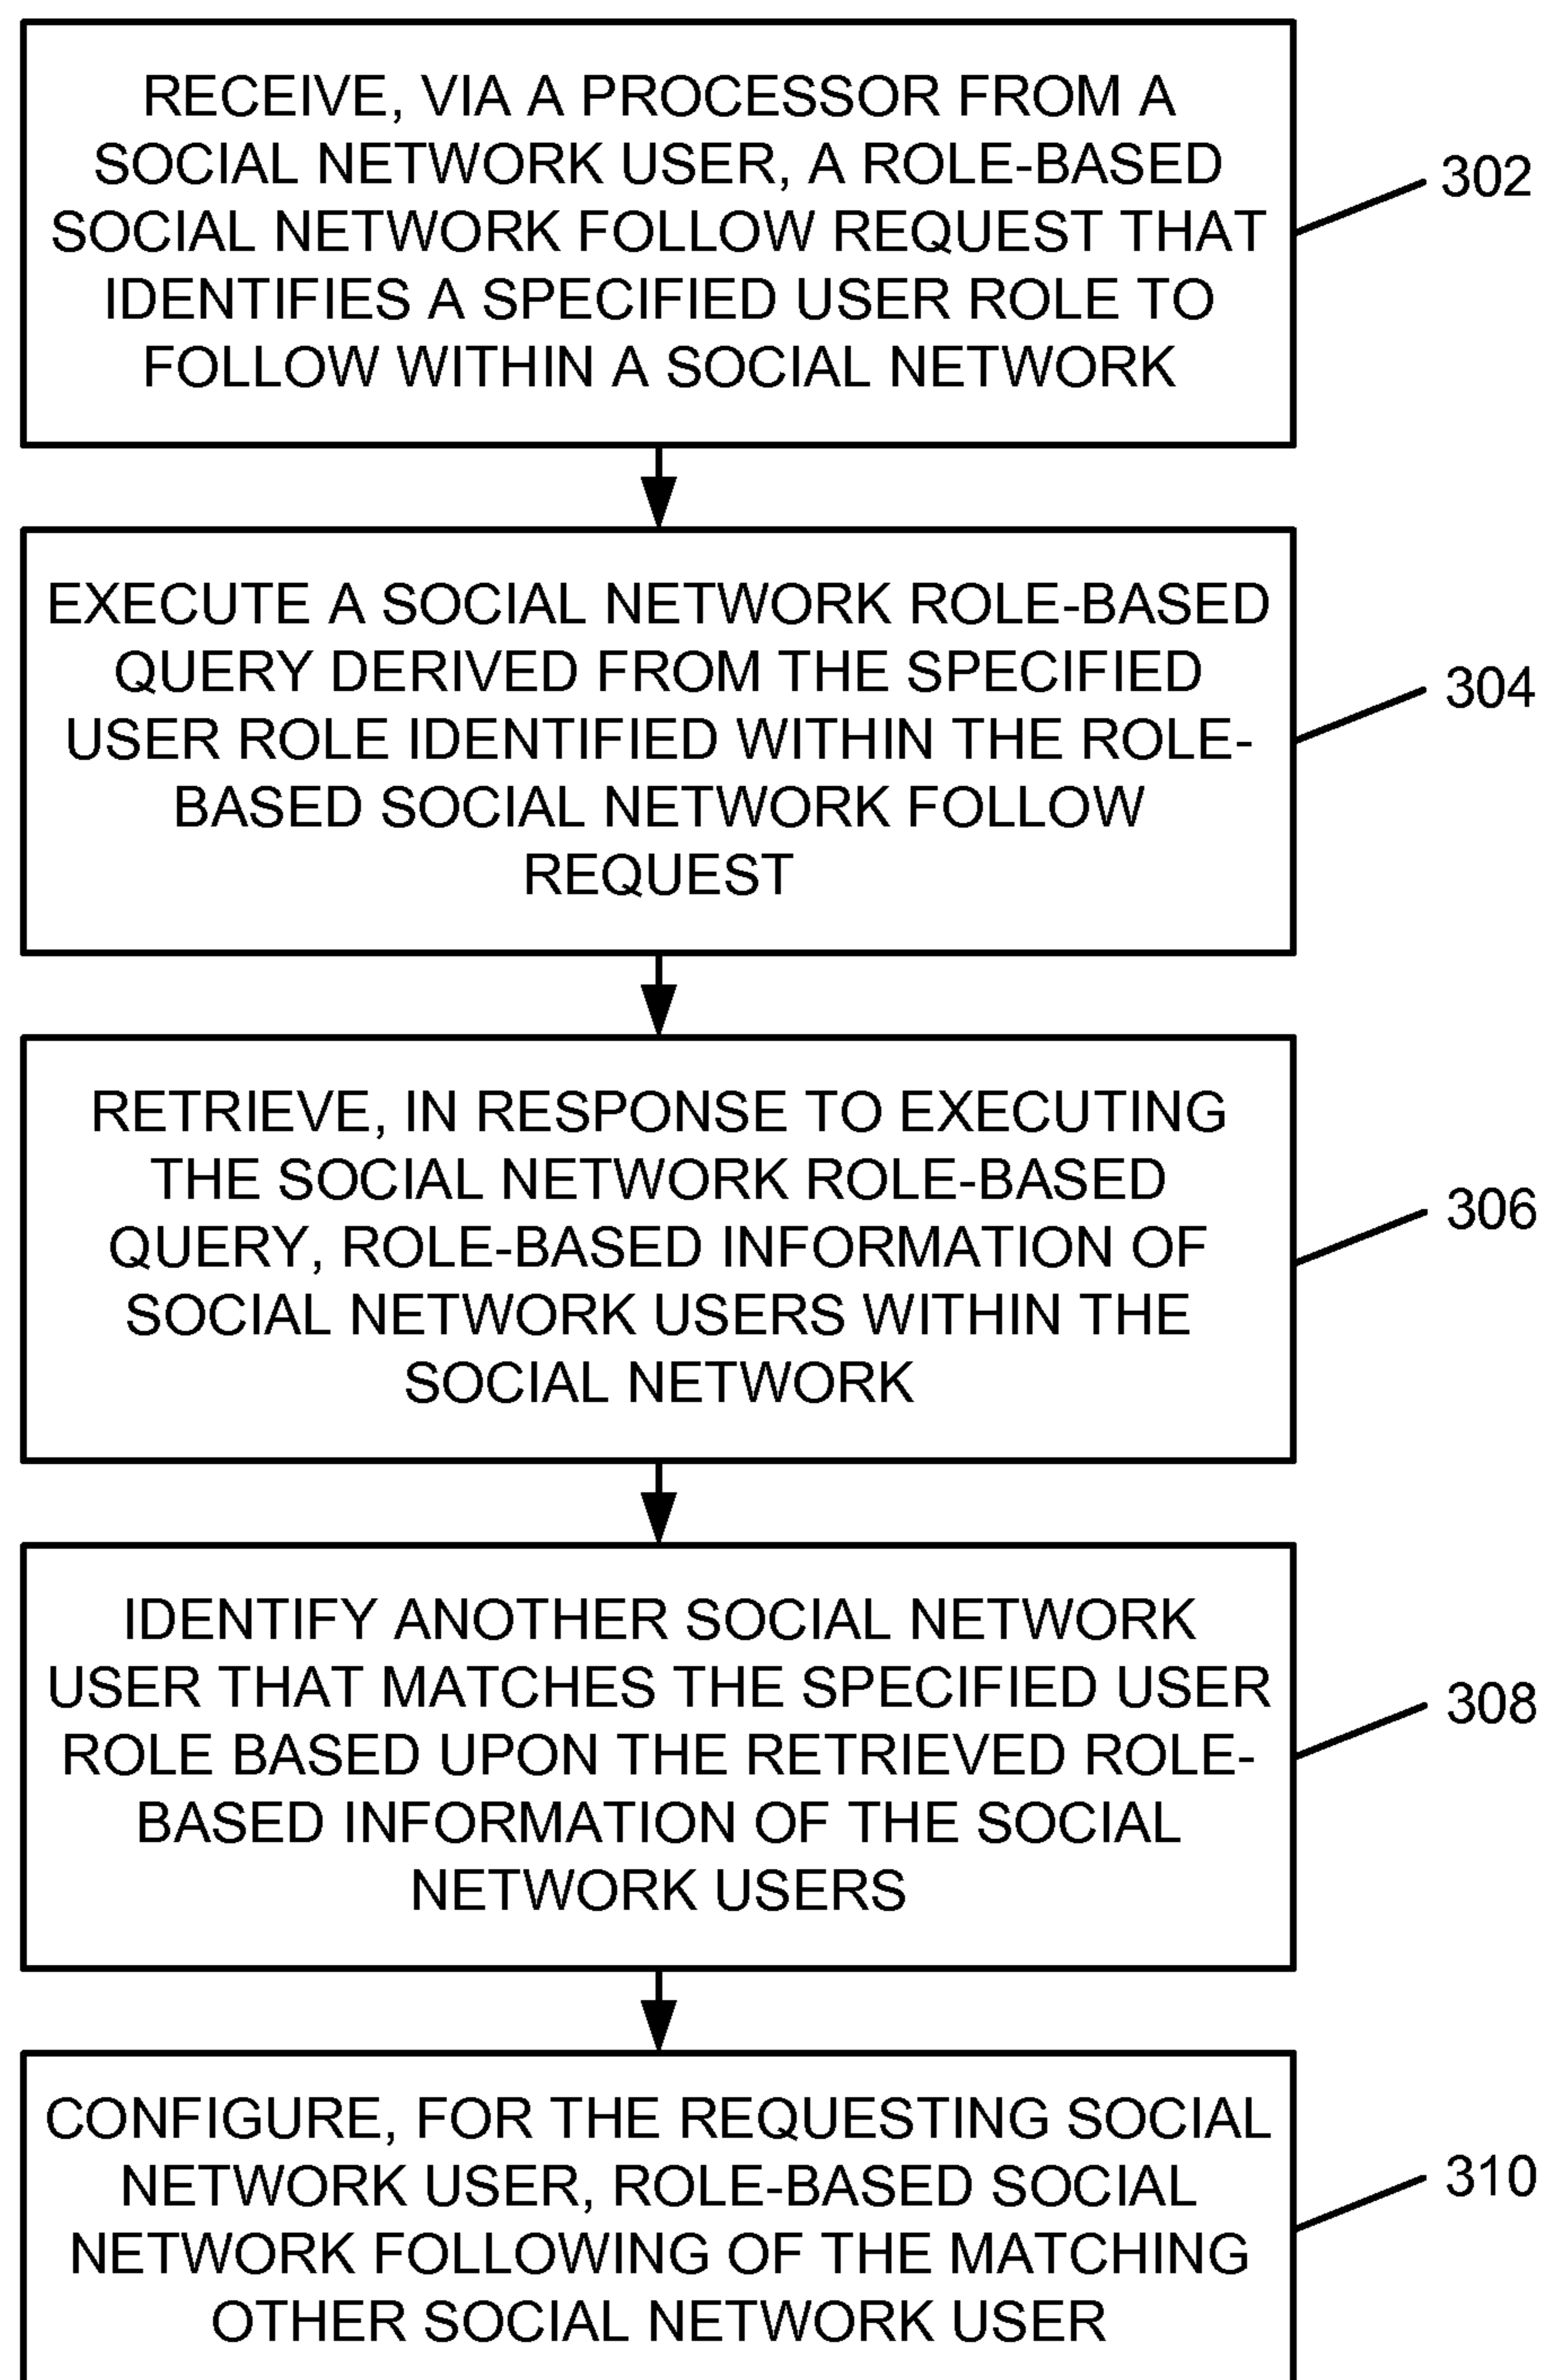 RECEIVE, VIA A PROCESSOR FROM A
SOCIAL NETWORK USER, A ROLE-BASED
SOCIAL NETWORK FOLLOW REQUEST THAT
IDENTIFIES A SPECIFIED USER ROLE TO
FOLLOW WITHIN A SOCIAL NETWORK
302
EXECUTE A SOCIAL NETWORK ROLE-BASED
QUERY DERIVED FROM THE SPECIFIED
USER ROLE IDENTIFIED WITHIN THE ROLE-
BASED SOCIAL NETWORK FOLLOW
REQUEST
304
RETRIEVE, IN RESPONSE TO EXECUTING
THE SOCIAL NETWORK ROLE-BASED
QUERY, ROLE-BASED INFORMATION OF
SOCIAL NETWORK USERS WITHIN THE
SOCIAL NETWORK
306
IDENTIFY ANOTHER SOCIAL NETWORK
USER THAT MATCHES THE SPECIFIED USER
ROLE BASED UPON THE RETRIEVED ROLE-
BASED INFORMATION OF THE SOCIAL
NETWORK USERS
308
CONFIGURE, FOR THE REQUESTING SOCIAL
NETWORK USER, ROLE-BASED SOCIAL
NETWORK FOLLOWING OF THE MATCHING
OTHER SOCIAL NETWORK USER
310